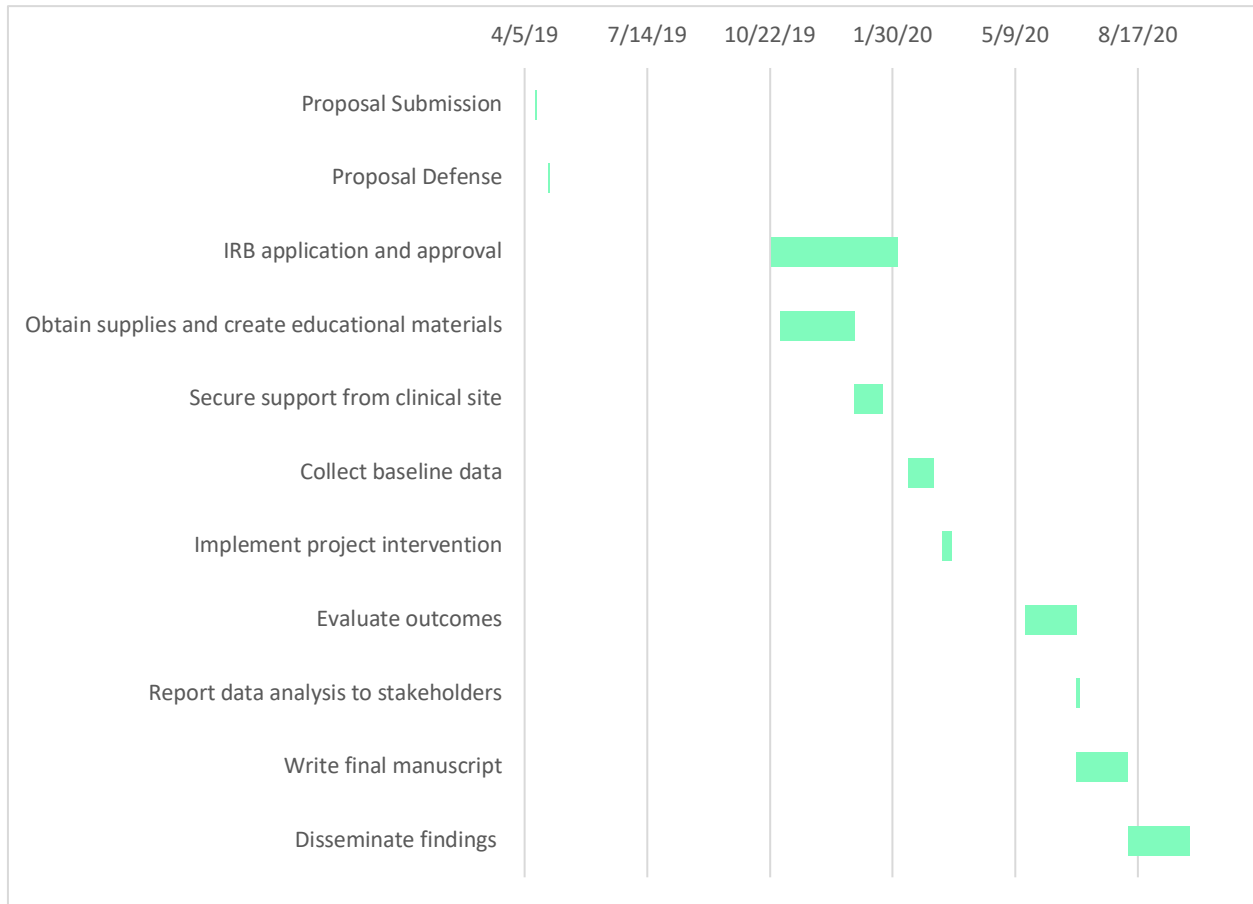 4/5/19 7/14/19 10/22/19 1/30/20 5/9/20 8/17/20
Proposal Submission
Proposal Defense
IRB application and approval
Obtain supplies and create educational materials
Secure support from clinical site
Collect baseline data
Implement project intervention
Evaluate outcomes
Report data analysis to stakeholders
Write final manuscript
Disseminate findings